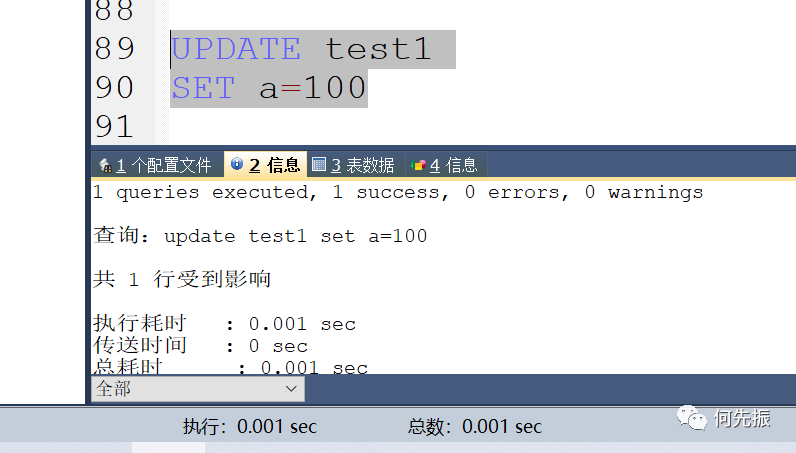 88
89 UPDATE test1
90 SET a=100
91
1 个配置文件 2 信息 3 表数据 4 信息
1 queries executed, 1 success, 0 errors, 0 warnings
查询：update test1 set a=100
共 1 行受到影响
执行耗时 : 0.001 sec
传送时间 : 0 sec
总耗时 : 0.001 sec
全部
执行： 0.001 sec 总数： 0.001 sec
何先振